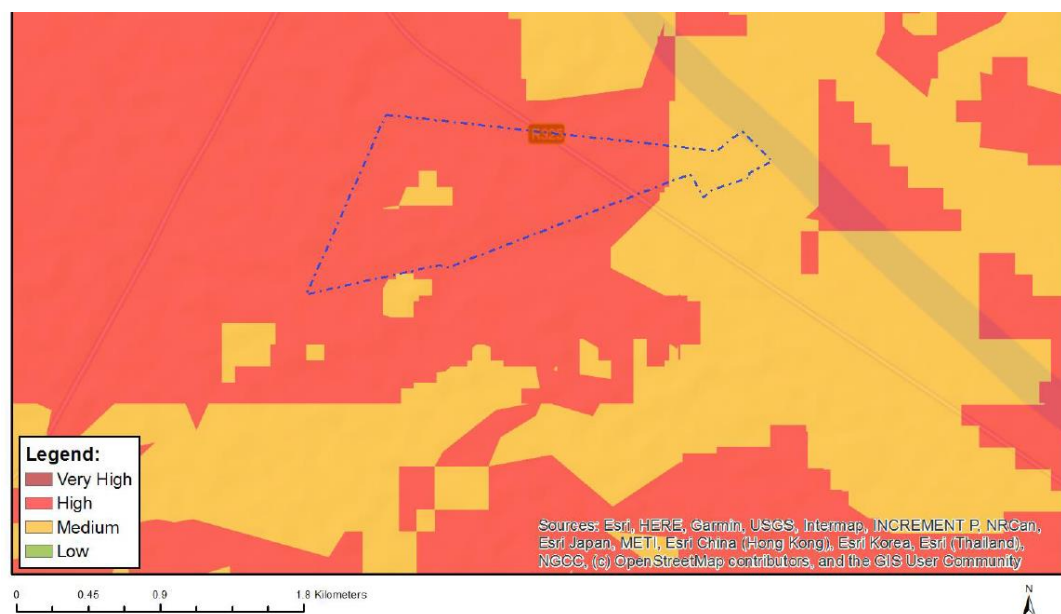 Legend:
Very High
High
Medium
Low
Sources: Esri, HERE, Garmin, USGS, Intermap, INCREMENT P, NRCan,
Esri Japan, METI, Esri China (Hong Kong), Esri Korea, Esri (Thailand),
NGCC, (c) OpenStreetMap contributors, and the GIS User Community
0 0.45 0.9 1.8 Kilometers
N